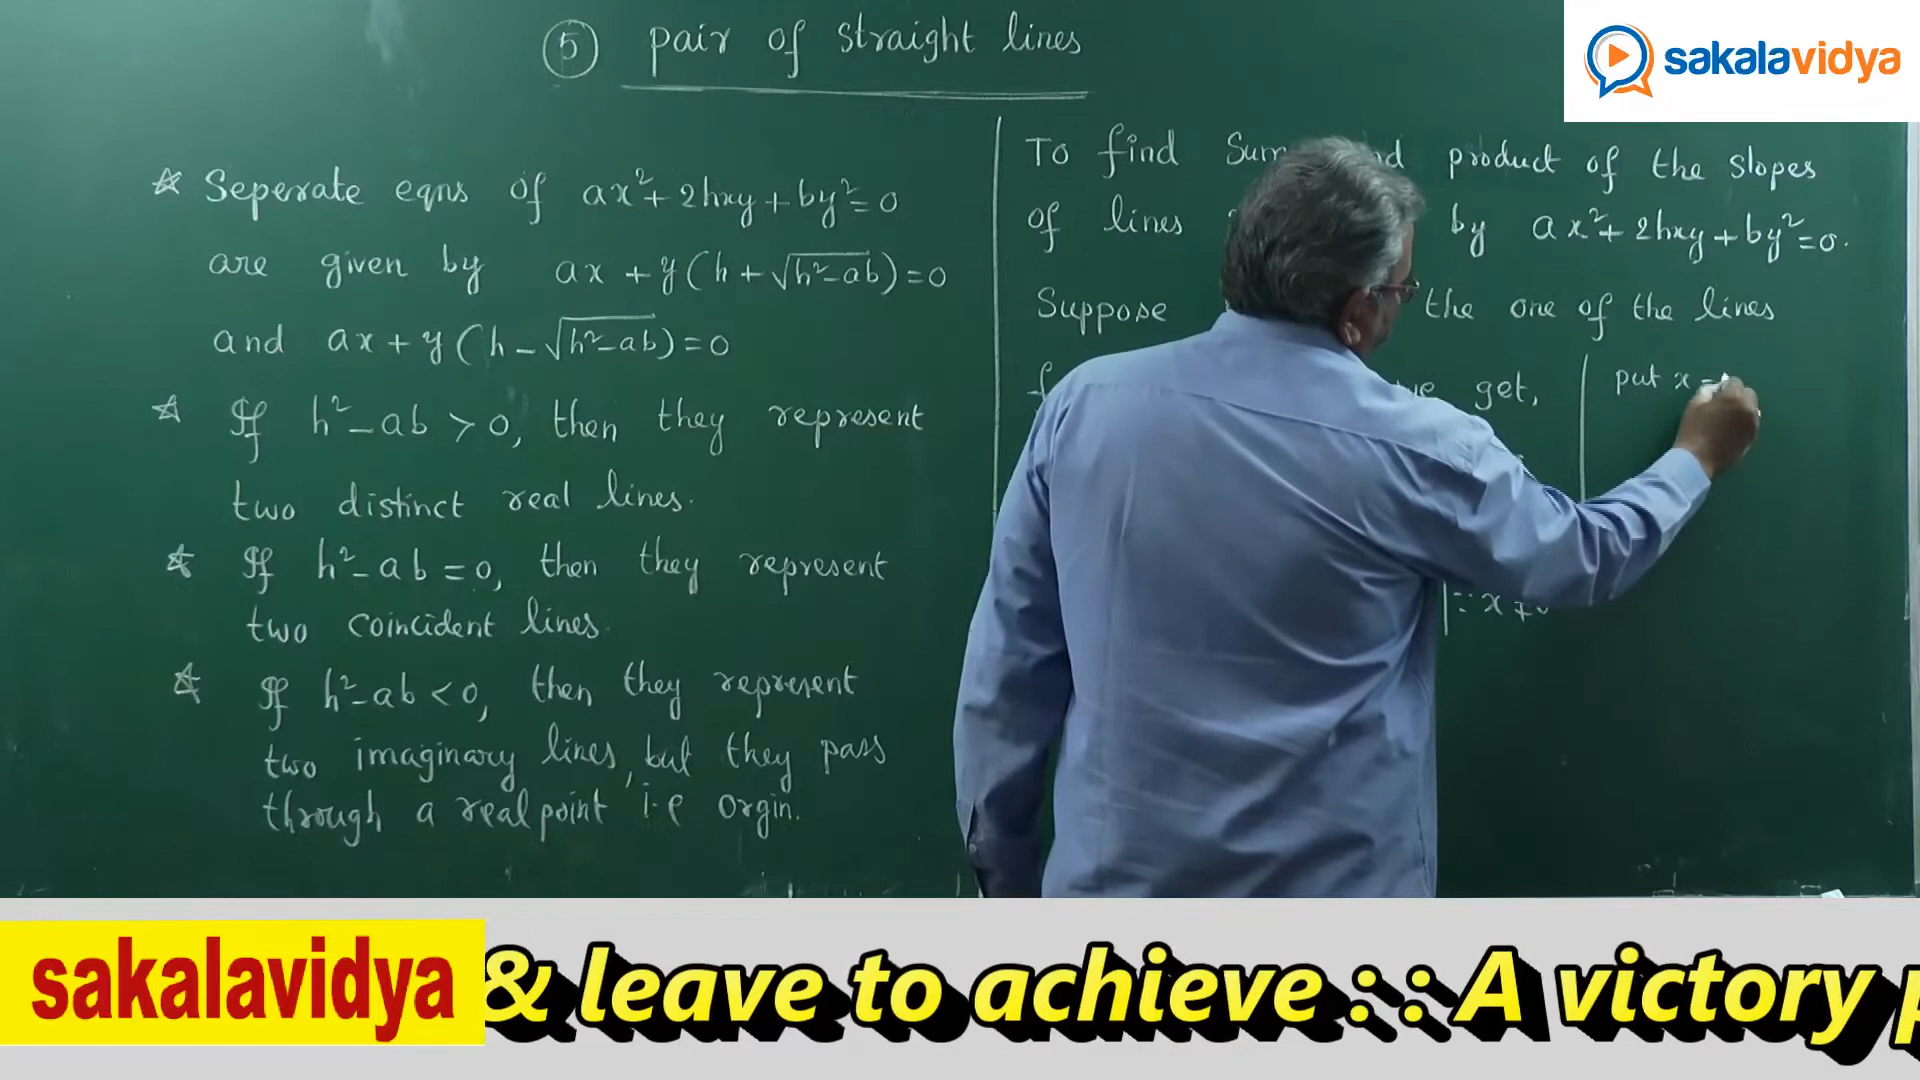 5 pair of straight lines
sakalavidya
☆ Seperate eqns of ax²+2hxy+by²=0
are given by ax+y(h+√h²-ab)=0
and ax+y(h-√h²-ab)=0
☆ If h²-ab>0, then they represent
two distinct real lines.
☆ If h²-ab=0, then they represent
two coincident lines.
☆ If h²-ab<0, then they represent
two imaginary lines, but they pass
through a real point i.e orgin.
To find product of the slopes
of lines by ax²+2hxy+by²=0.
Suppose the one of the lines
get,
put x =
∵ x ≠ 0
sakalavidya
& leave to achieve : : A victory